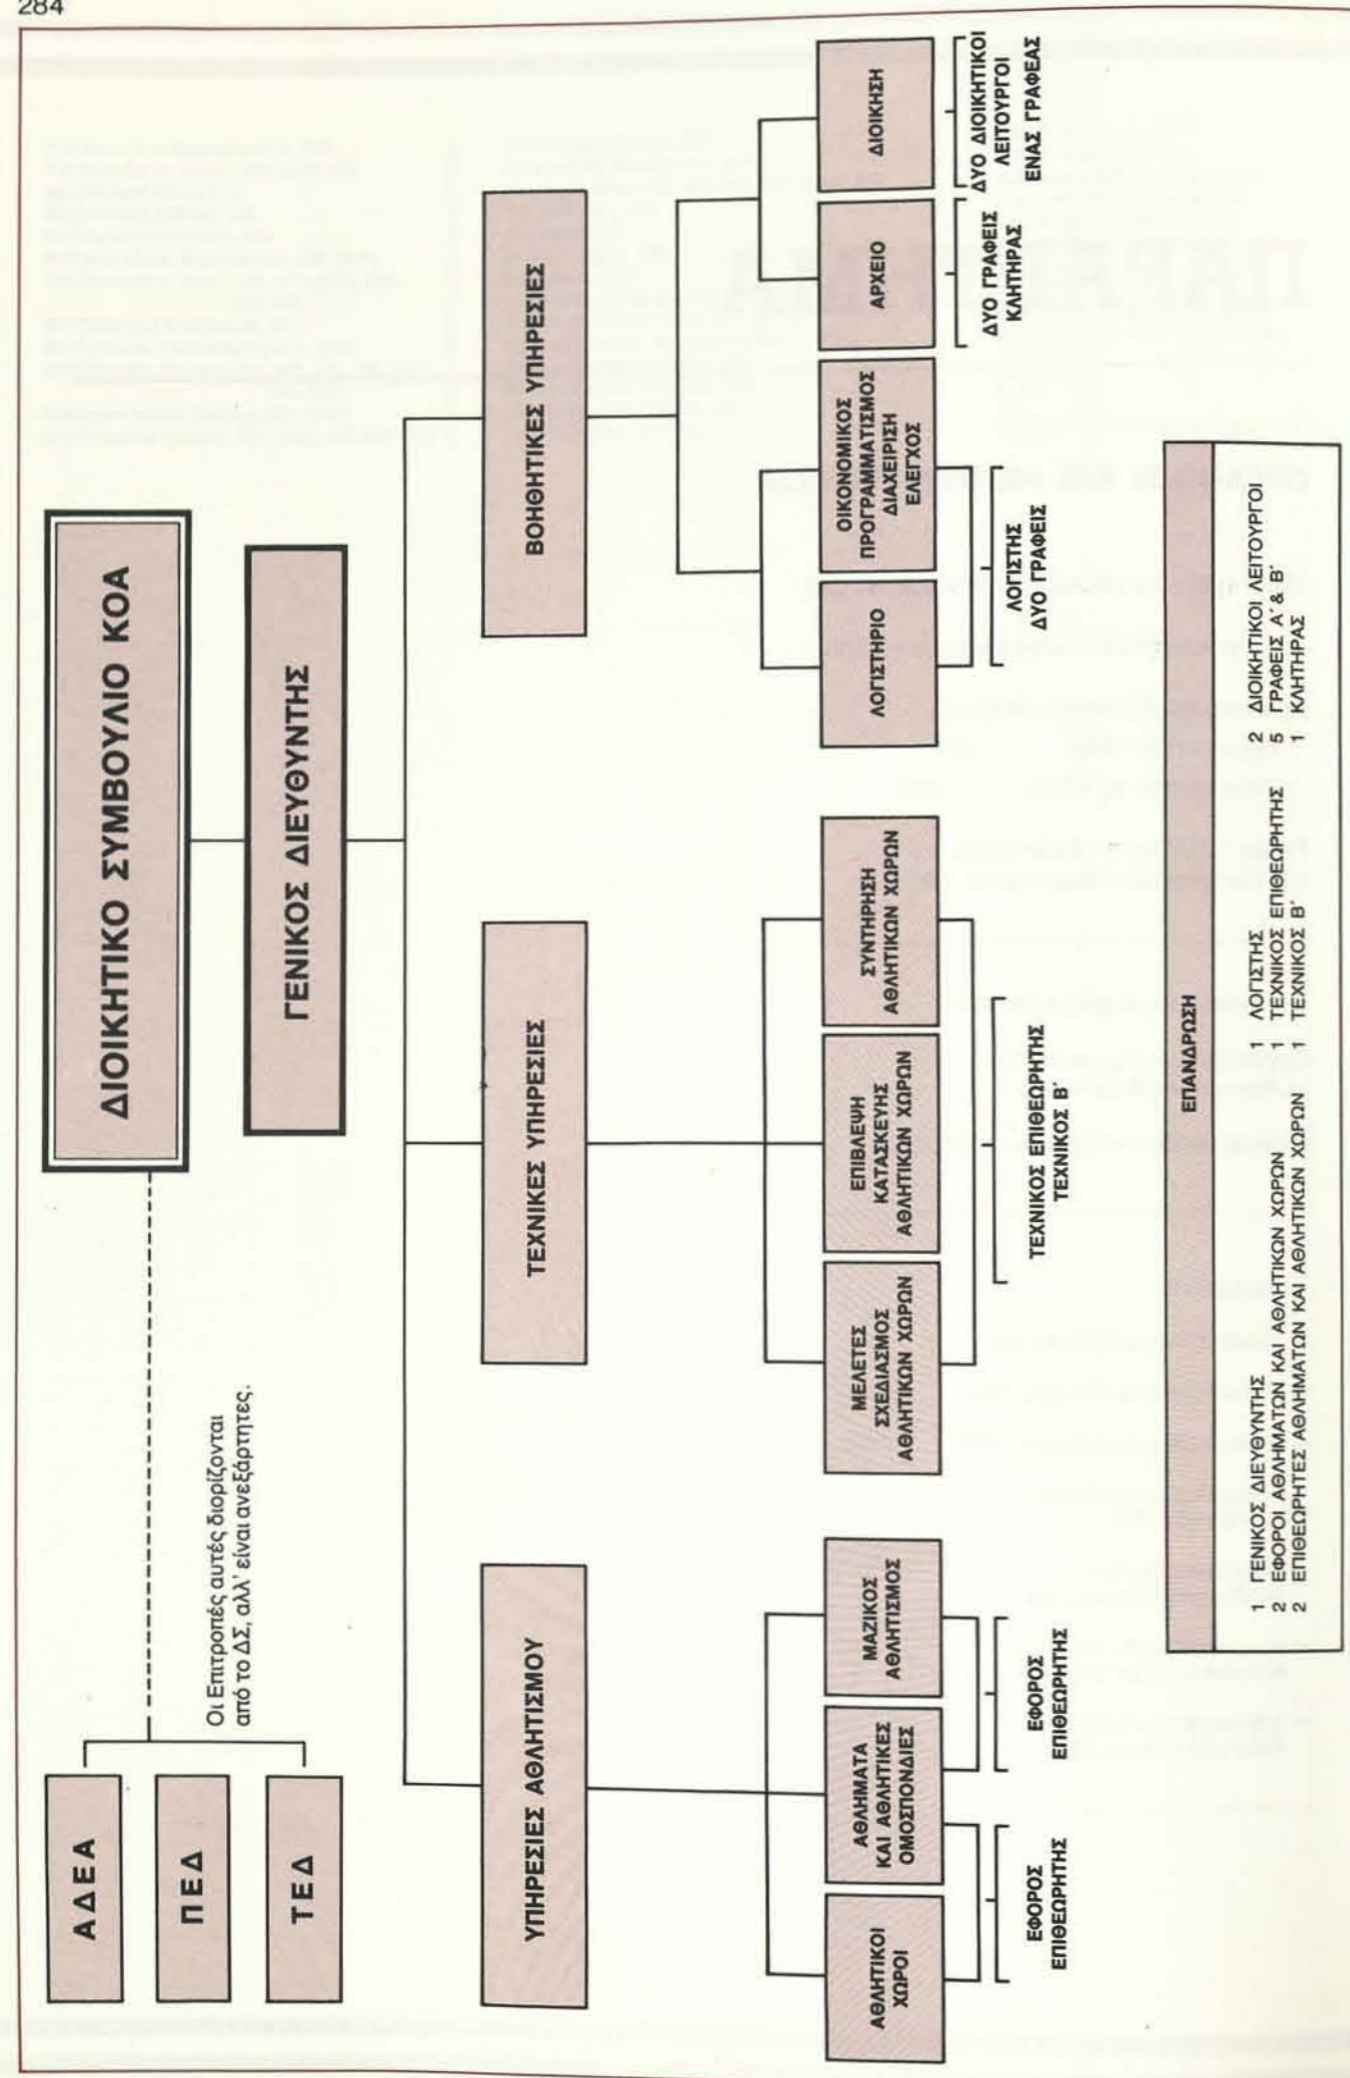 284
ΔΙΟΙΚΗΤΙΚΟ ΣΥΜΒΟΥΛΙΟ ΚΟΑ
ΓΕΝΙΚΟΣ ΔΙΕΥΘΥΝΤΗΣ
ΑΔΕΑ
ΠΕΔ
ΤΕΔ
Οι Επιτροπές αυτές διορίζονται
από το ΔΣ, αλλ' είναι ανεξάρτητες.
ΥΠΗΡΕΣΙΕΣ ΑΘΛΗΤΙΣΜΟΥ
ΤΕΧΝΙΚΕΣ ΥΠΗΡΕΣΙΕΣ
ΒΟΗΘΗΤΙΚΕΣ ΥΠΗΡΕΣΙΕΣ
ΑΘΛΗΤΙΚΟΙ
ΧΩΡΟΙ
ΑΘΛΗΜΑΤΑ
ΚΑΙ ΑΘΛΗΤΙΚΕΣ
ΟΜΟΣΠΟΝΔΙΕΣ
ΜΑΖΙΚΟΣ
ΑΘΛΗΤΙΣΜΟΣ
ΕΦΟΡΟΣ
ΕΠΙΘΕΩΡΗΤΗΣ
ΕΦΟΡΟΣ
ΕΠΙΘΕΩΡΗΤΗΣ
ΜΕΛΕΤΕΣ
ΣΧΕΔΙΑΣΜΟΣ
ΑΘΛΗΤΙΚΩΝ ΧΩΡΩΝ
ΕΠΙΒΛΕΨΗ
ΚΑΤΑΣΚΕΥΗΣ
ΑΘΛΗΤΙΚΩΝ ΧΩΡΩΝ
ΣΥΝΤΗΡΗΣΗ
ΑΘΛΗΤΙΚΩΝ ΧΩΡΩΝ
ΤΕΧΝΙΚΟΣ ΕΠΙΘΕΩΡΗΤΗΣ
ΤΕΧΝΙΚΟΣ Β΄
ΛΟΓΙΣΤΗΡΙΟ
ΟΙΚΟΝΟΜΙΚΟΣ
ΠΡΟΓΡΑΜΜΑΤΙΣΜΟΣ
ΔΙΑΧΕΙΡΙΣΗ
ΕΛΕΓΧΟΣ
ΑΡΧΕΙΟ
ΔΙΟΙΚΗΣΗ
ΛΟΓΙΣΤΗΣ
ΔΥΟ ΓΡΑΦΕΙΣ
ΔΥΟ ΓΡΑΦΕΙΣ
ΚΛΗΤΗΡΑΣ
ΔΥΟ ΔΙΟΙΚΗΤΙΚΟΙ
ΛΕΙΤΟΥΡΓΟΙ
ΕΝΑΣ ΓΡΑΦΕΑΣ
ΕΠΑΝΔΡΩΣΗ
1 ΓΕΝΙΚΟΣ ΔΙΕΥΘΥΝΤΗΣ
2 ΕΦΟΡΟΙ ΑΘΛΗΜΑΤΩΝ ΚΑΙ ΑΘΛΗΤΙΚΩΝ ΧΩΡΩΝ
2 ΕΠΙΘΕΩΡΗΤΕΣ ΑΘΛΗΜΑΤΩΝ ΚΑΙ ΑΘΛΗΤΙΚΩΝ ΧΩΡΩΝ
1 ΛΟΓΙΣΤΗΣ
1 ΤΕΧΝΙΚΟΣ ΕΠΙΘΕΩΡΗΤΗΣ
1 ΤΕΧΝΙΚΟΣ Β΄
2 ΔΙΟΙΚΗΤΙΚΟΙ ΛΕΙΤΟΥΡΓΟΙ
5 ΓΡΑΦΕΙΣ Α΄ & Β΄
1 ΚΛΗΤΗΡΑΣ